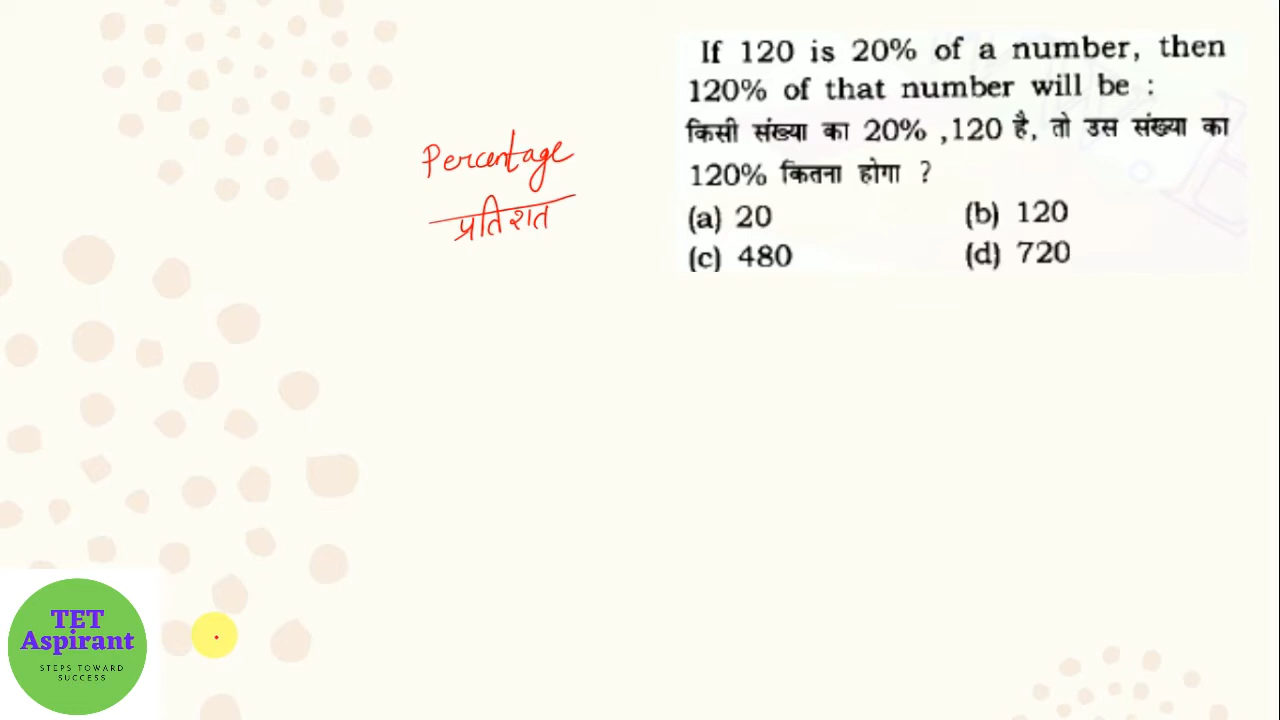 If 120 is 20% of a number, then
120% of that number will be :
किसी संख्या का 20% ,120 है, तो उस संख्या का
120% कितना होगा ?
(a) 20 (b) 120
(c) 480 (d) 720
Percentage
प्रतिशत
TET
Aspirant
STEPS TOWARD
SUCCESS